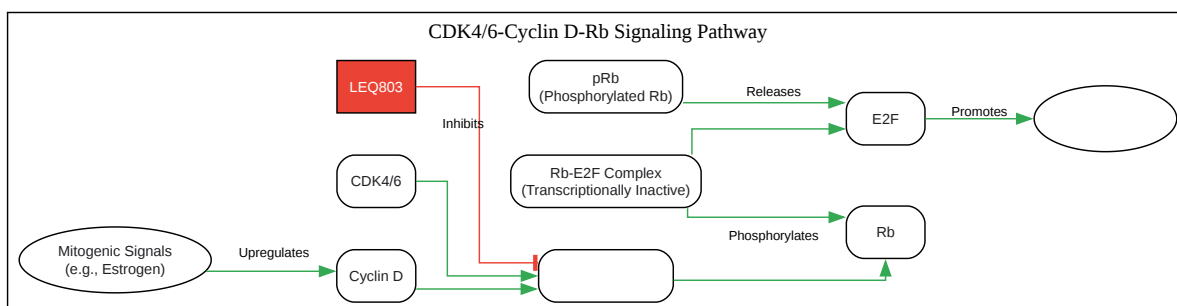 CDK4/6-Cyclin D-Rb Signaling Pathway
LEQ803
pRb
(Phosphorylated Rb)
Releases
Inhibits
E2F
Promotes
CDK4/6
Rb-E2F Complex
(Transcriptionally Inactive)
Mitogenic Signals
(e.g., Estrogen)
Upregulates
Cyclin D
Phosphorylates
Rb